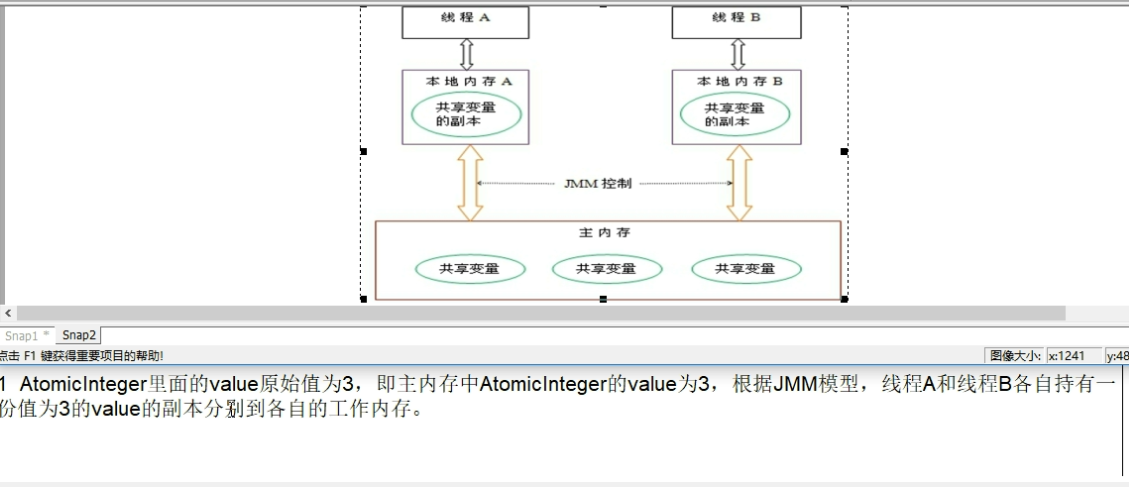 线程A
线程B
本地内存A
本地内存B
共享变量
的副本
共享变量
的副本
JMM 控制
主内存
共享变量
共享变量
共享变量
Snap1 *
Snap2
点击 F1 键获得重要项目的帮助!
图像大小:
x:1241
y:48
1 AtomicInteger里面的value原始值为3，即主内存中AtomicInteger的value为3，根据JMM模型，线程A和线程B各自持有一
份值为3的value的副本分别到各自的工作内存。